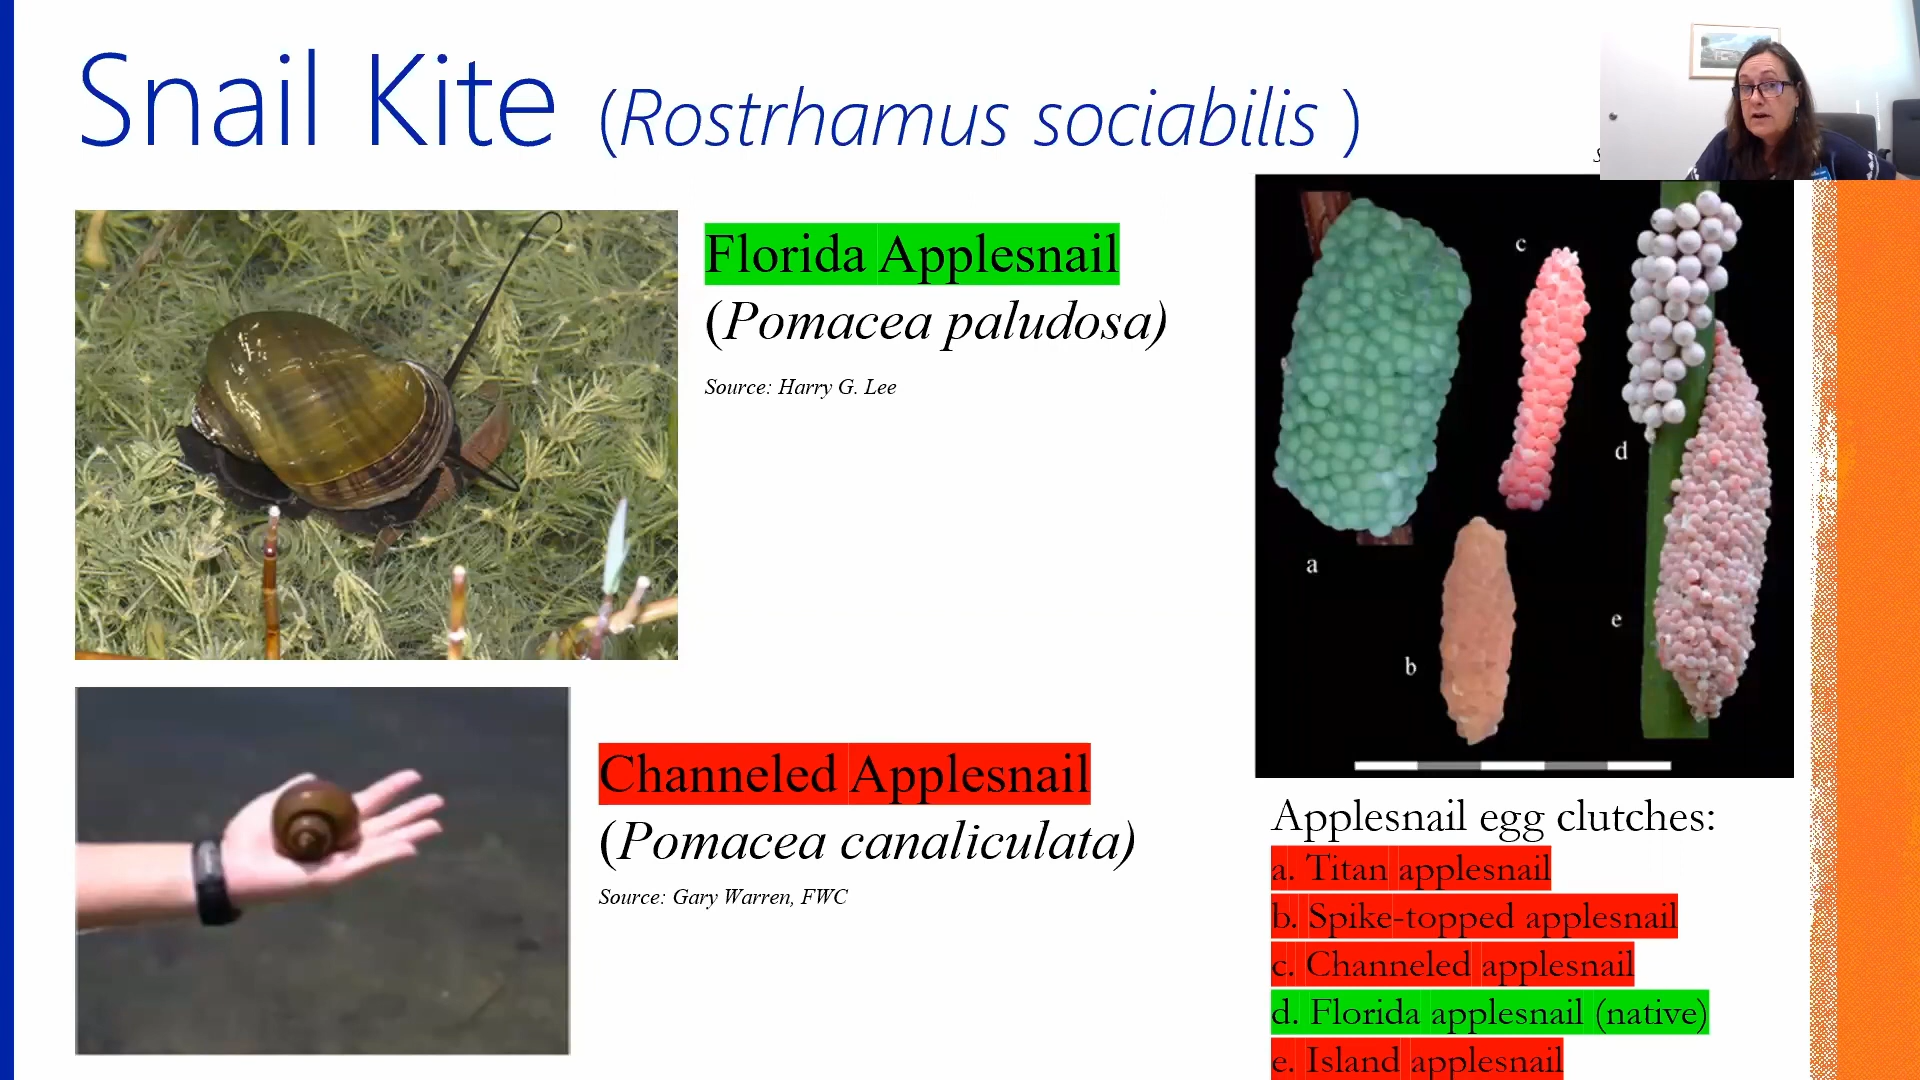 Snail Kite (Rostrhamus sociabilis )
Florida Applesnail
(Pomacea paludosa)
Source: Harry G. Lee
Channeled Applesnail
(Pomacea canaliculata)
Source: Gary Warren, FWC
a
c
d
b
e
Applesnail egg clutches:
a. Titan applesnail
b. Spike-topped applesnail
c. Channeled applesnail
d. Florida applesnail (native)
e. Island applesnail